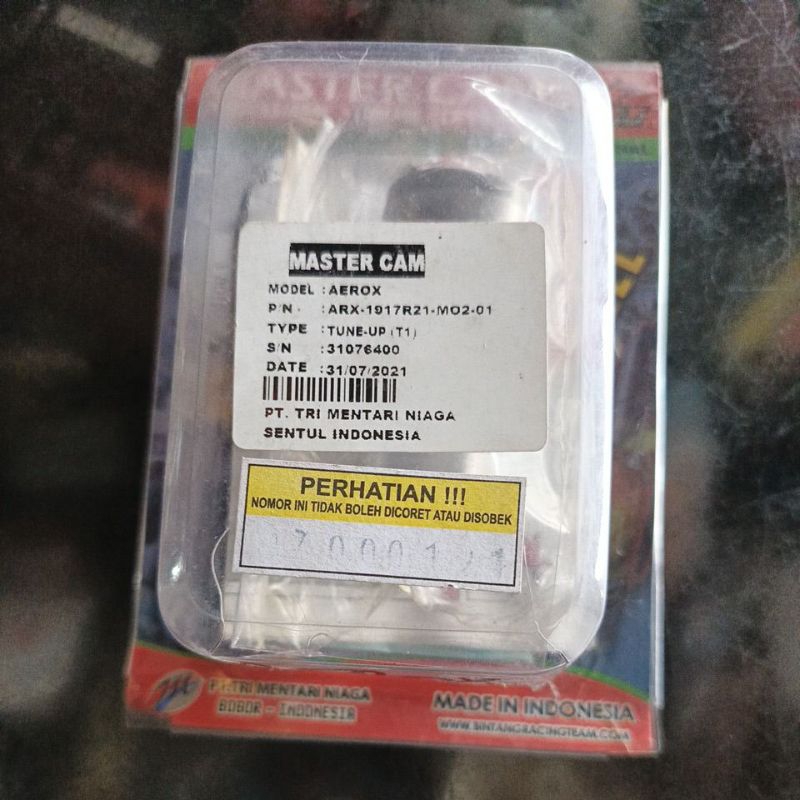 MASTER CAM
MODEL : AEROX
P/N : ARX-1917R21-MO2-01
TYPE : TUNE-UP (T1)
S/N : 31076400
DATE : 31/07/2021
PT. TRI MENTARI NIAGA
SENTUL INDONESIA
PERHATIAN !!!
NOMOR INI TIDAK BOLEH DICORET ATAU DISOBEK
PT.TRI MENTARI NIAGA
BOGOR - INDONESIA
MADE IN INDONESIA
WWW.BINTANGRACINGTEAM.COM